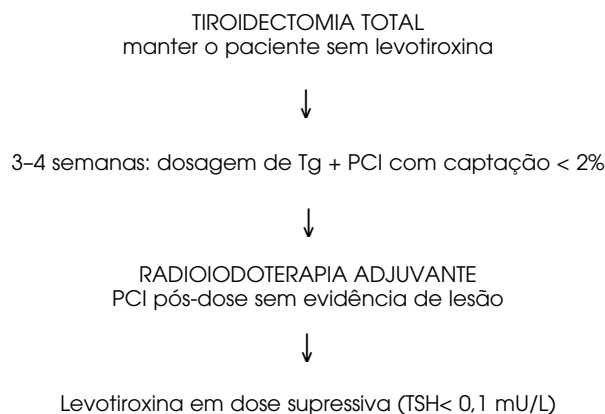 TIROIDECTOMIA TOTAL
manter o paciente sem levotiroxina
3–4 semanas: dosagem de Tg + PCI com captação < 2%
RADIOIODOTERAPIA ADJUVANTE
PCI pós-dose sem evidência de lesão
Levotiroxina em dose supressiva (TSH< 0,1 mU/L)